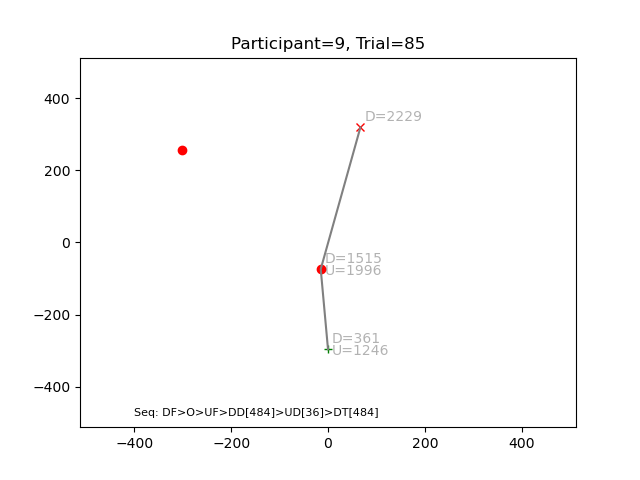 Participant=9, Trial=85
400
200
0
−200
−400
D=2229
D=1515
U=1996
D=361
U=1246
Seq: DF>O>UF>DD[484]>UD[36]>DT[484]
−400 −200 0 200 400